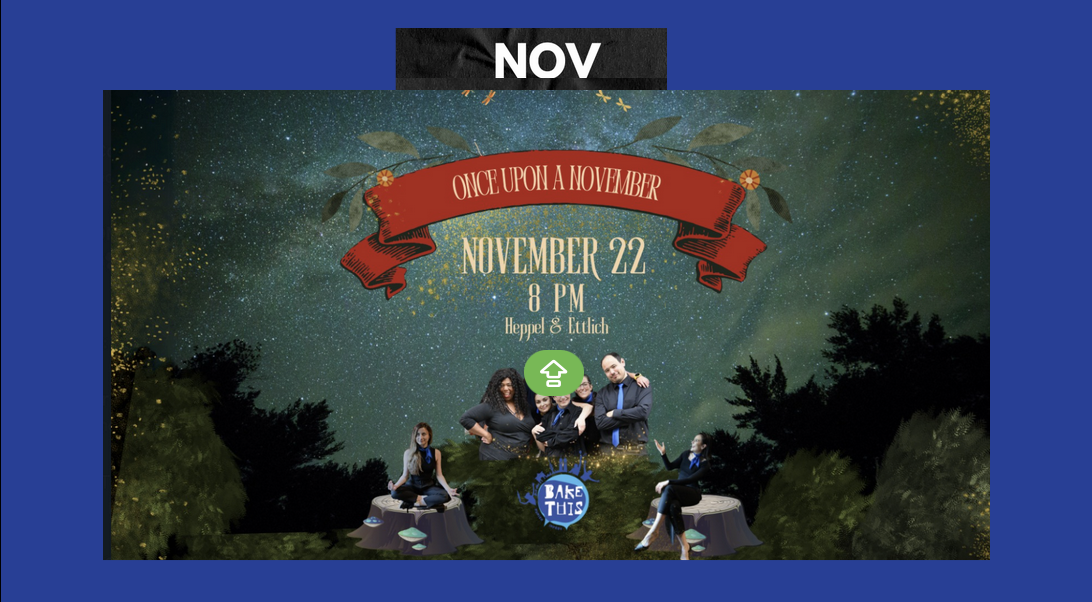 NOV
ONCE UPON A NOVEMBER
NOVEMBER 22
8 PM
Heppel & Ettlich
BAKE
THIS